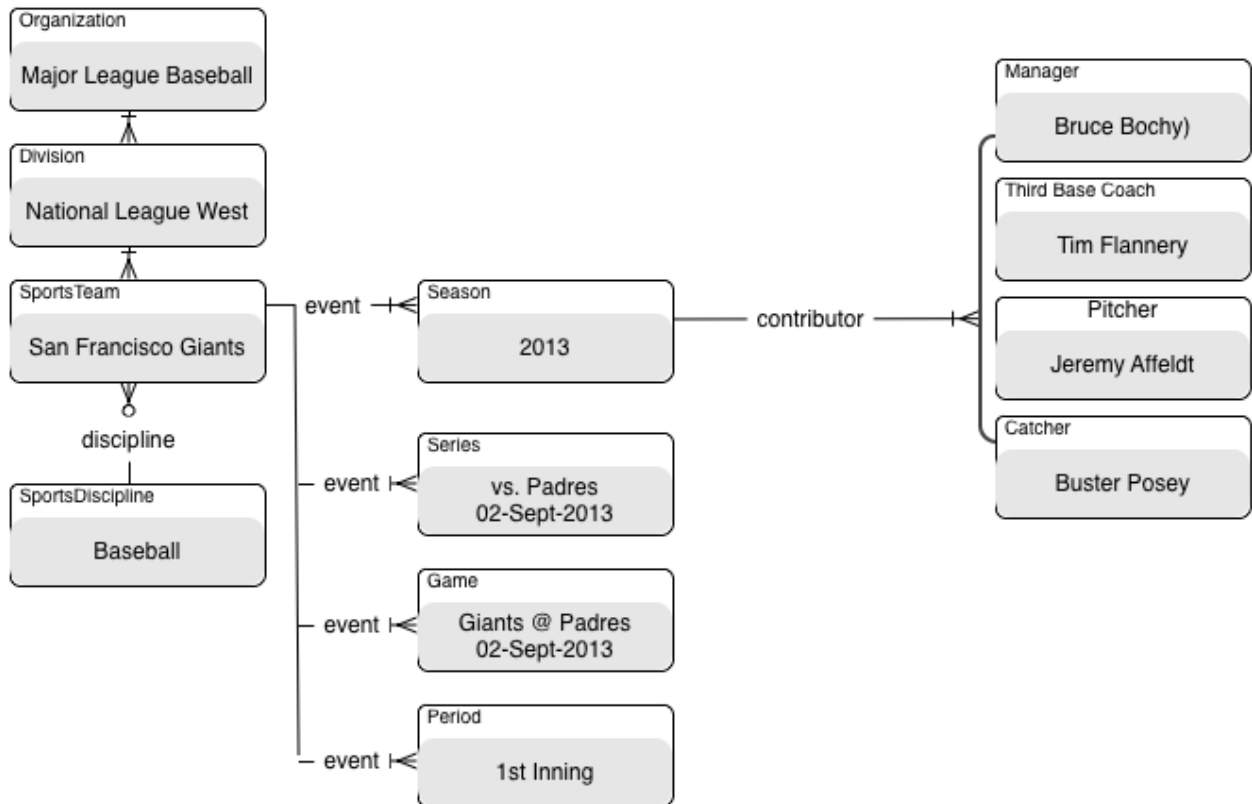 Organization
Major League Baseball
Division
National League West
SportsTeam
San Francisco Giants
discipline
SportsDiscipline
Baseball
event
Season
2013
event
Series
vs. Padres
02-Sept-2013
event
Game
Giants @ Padres
02-Sept-2013
event
Period
1st Inning
contributor
Manager
Bruce Bochy)
Third Base Coach
Tim Flannery
Pitcher
Jeremy Affeldt
Catcher
Buster Posey